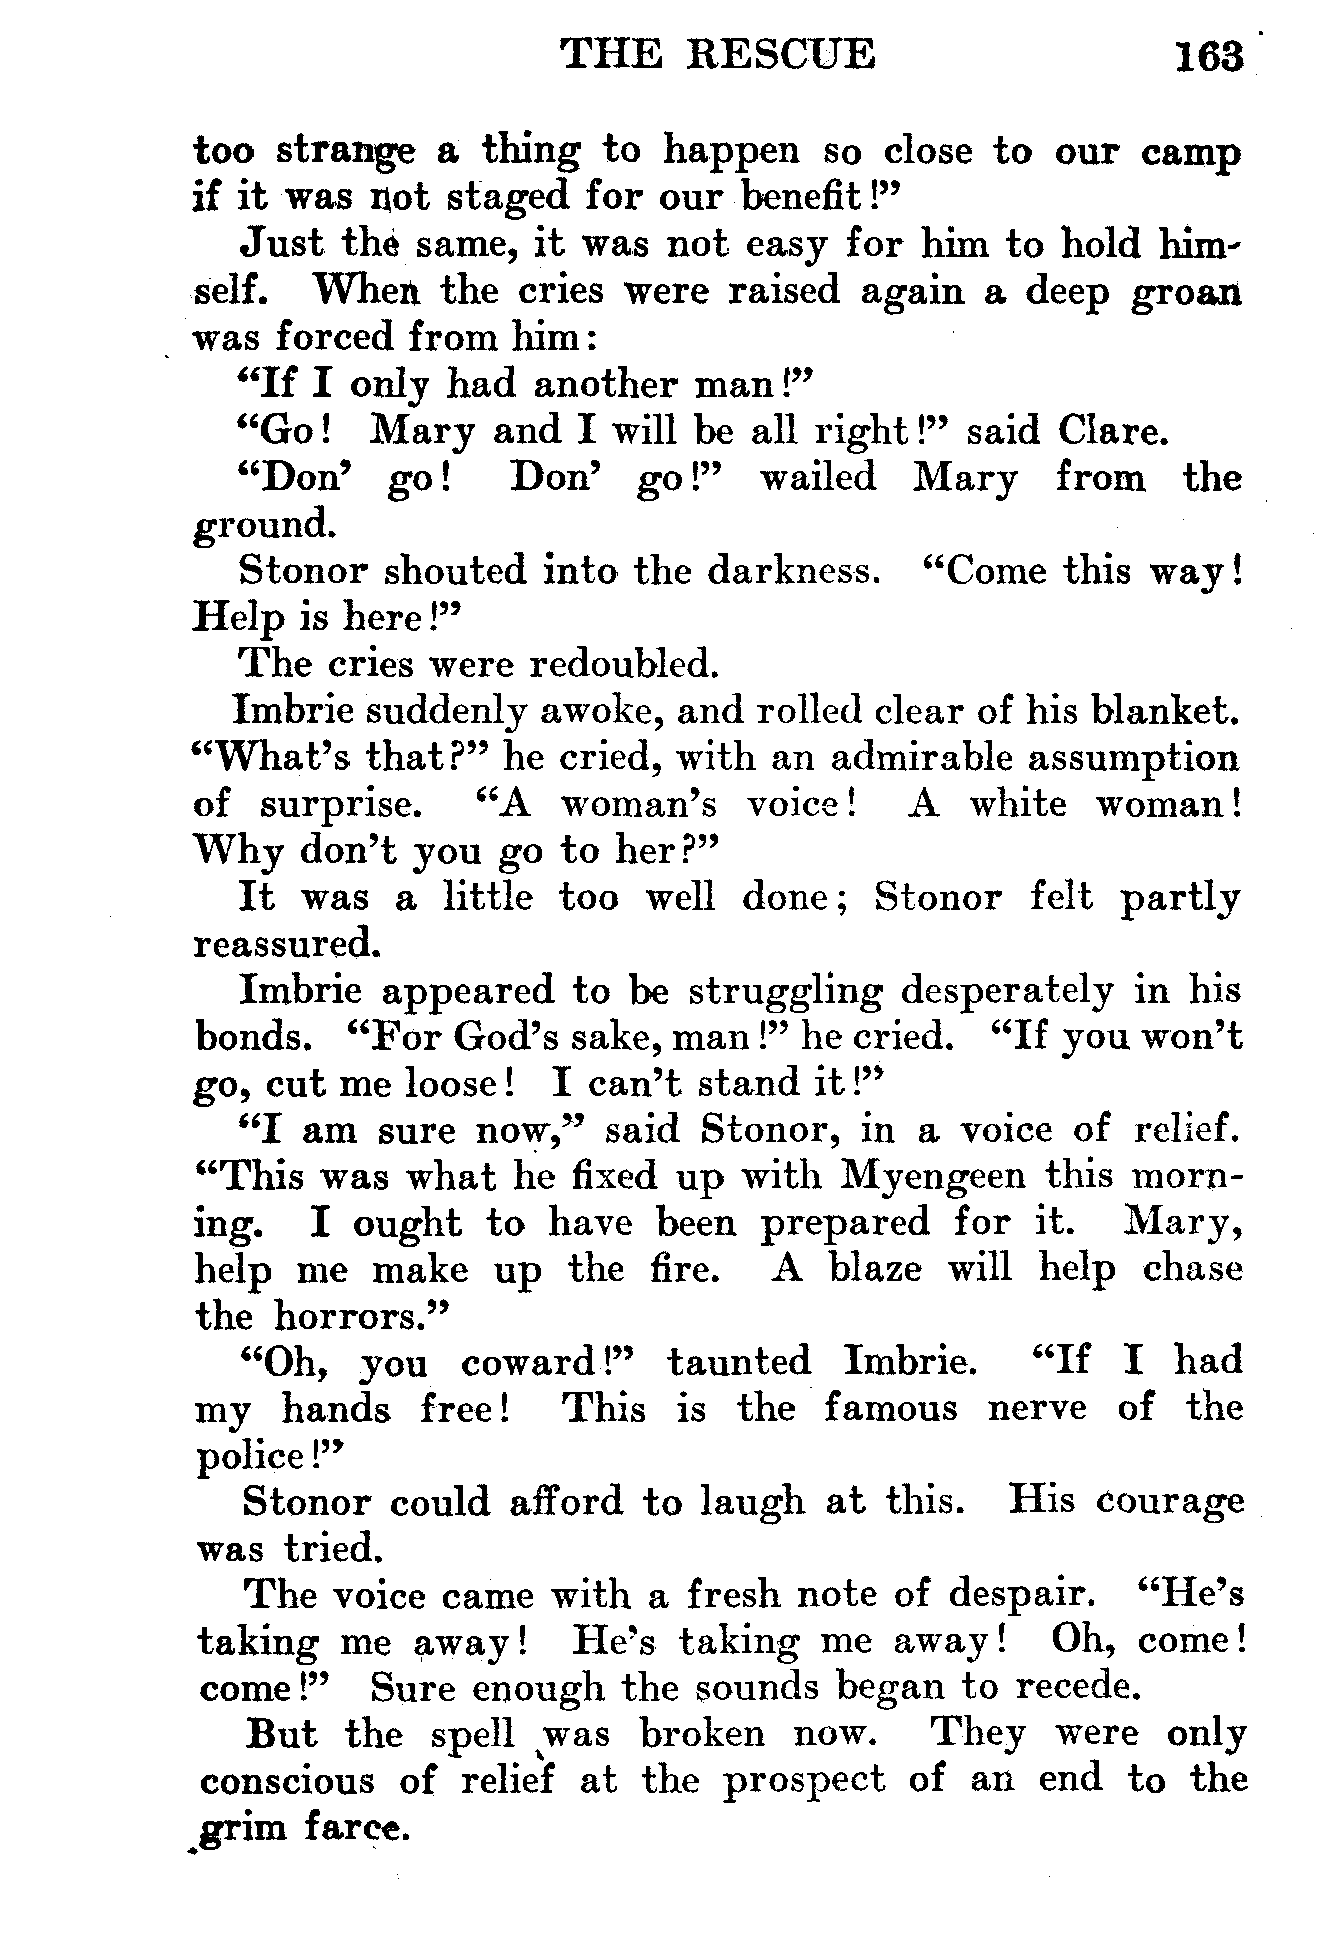 THE RESCUE 163
too strange a thing to happen so close to our camp
if it was not staged for our benefit!”
Just the same, it was not easy for him to hold him-
self. When the cries were raised again a deep groan
was forced from him:
“If I only had another man!”
“Go! Mary and I will be all right!” said Clare.
“Don’ go! Don’ go!” wailed Mary from the
ground.
Stonor shouted into the darkness. “Come this way!
Help is here!”
The cries were redoubled.
Imbrie suddenly awoke, and rolled clear of his blanket.
“What’s that?” he cried, with an admirable assumption
of surprise. “A woman’s voice! A white woman!
Why don’t you go to her?”
It was a little too well done; Stonor felt partly
reassured.
Imbrie appeared to be struggling desperately in his
bonds. “For God’s sake, man!” he cried. “If you won’t
go, cut me loose! I can’t stand it!”
“I am sure now,” said Stonor, in a voice of relief.
“This was what he fixed up with Myengeen this morn-
ing. I ought to have been prepared for it. Mary,
help me make up the fire. A blaze will help chase
the horrors.”
“Oh, you coward!” taunted Imbrie. “If I had
my hands free! This is the famous nerve of the
police!”
Stonor could afford to laugh at this. His courage
was tried.
The voice came with a fresh note of despair. “He’s
taking me away! He’s taking me away! Oh, come!
come!” Sure enough the sounds began to recede.
But the spell was broken now. They were only
conscious of relief at the prospect of an end to the
grim farce.